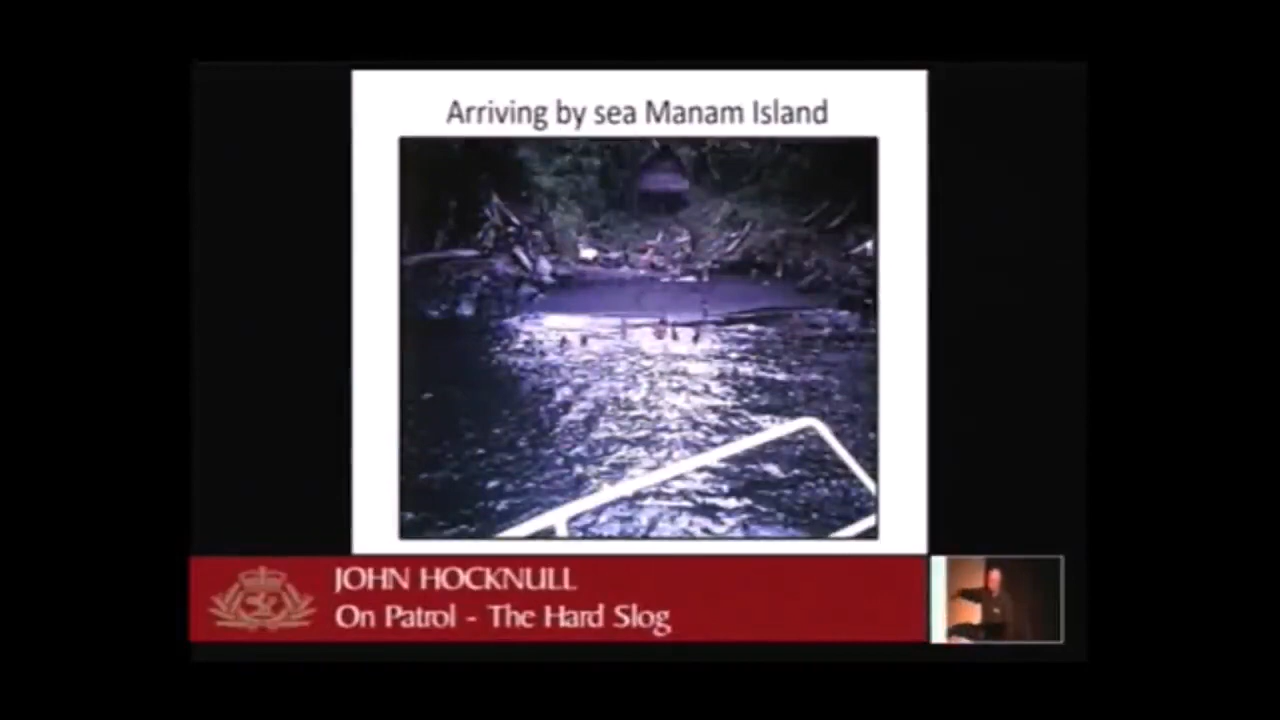 Arriving by sea Manam Island
JOHN HOCKNULL
On Patrol - The Hard Slog